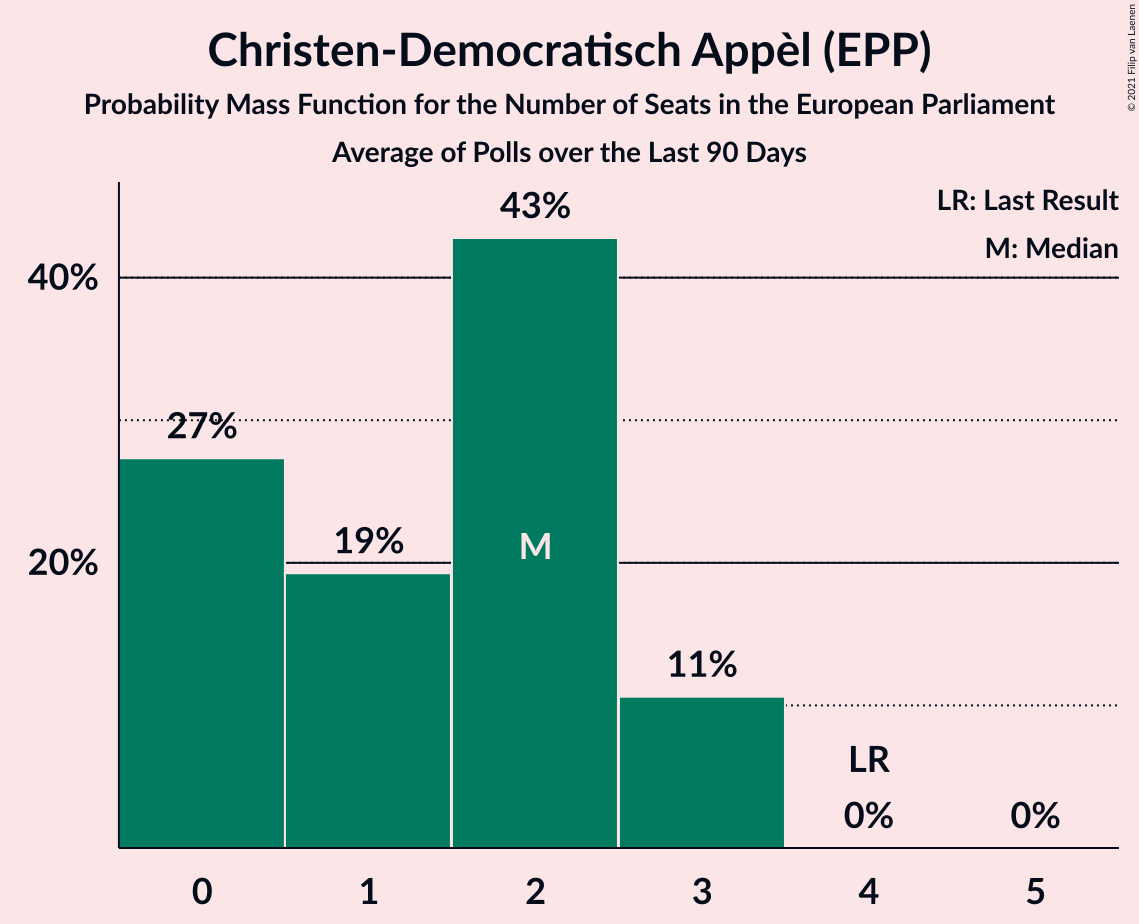 Christen-Democratisch Appèl (EPP)
Probability Mass Function for the Number of Seats in the European Parliament
Average of Polls over the Last 90 Days
© 2021 Filip van Laenen
LR: Last Result
M: Median
43%
40%
27%
19%
M
20%
11%
LR
0%
0%
0 1 2 3 4 5